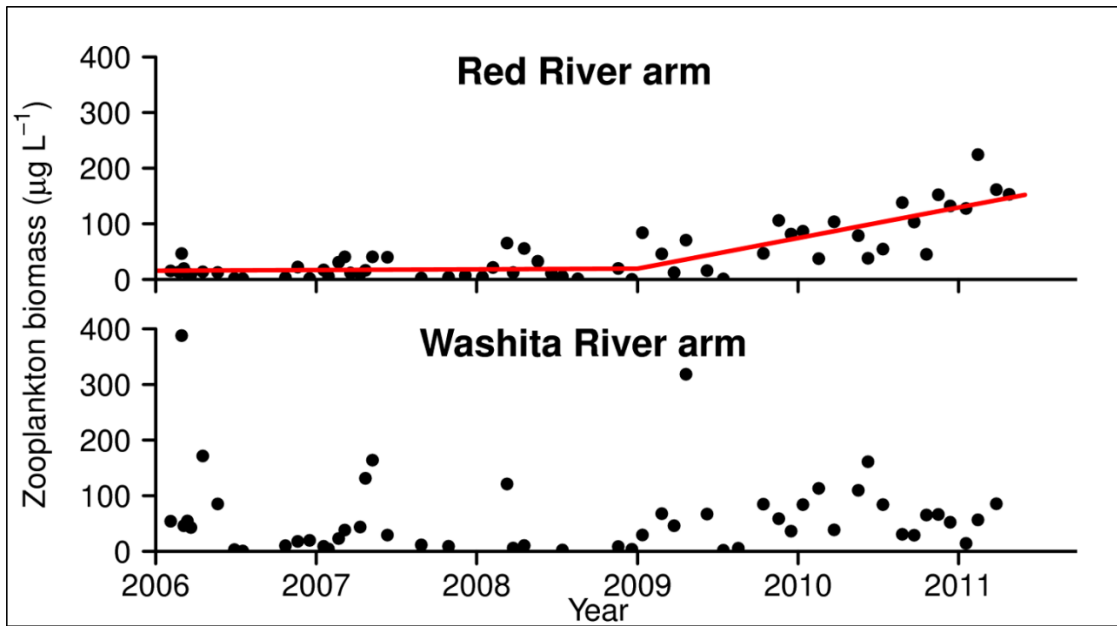 Zooplankton biomass (µg L⁻¹)
Red River arm
400
300
200
100
0
Washita River arm
400
300
200
100
0
2006 2007 2008 2009 2010 2011
Year